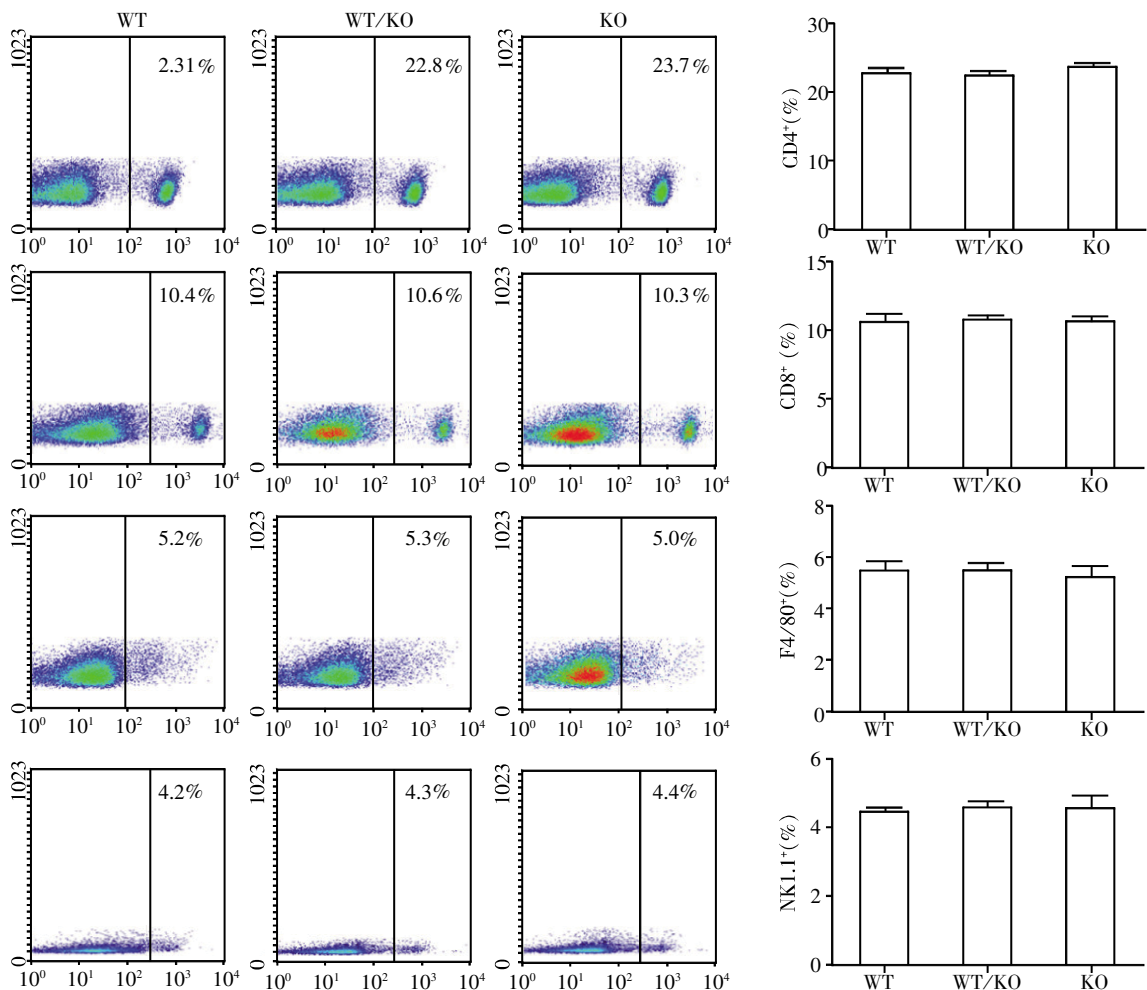 WT WT/KO KO
1023 2.31% 1023 22.8% 1023 23.7%
0 0 0
10⁰ 10¹ 10² 10³ 10⁴ 10⁰ 10¹ 10² 10³ 10⁴ 10⁰ 10¹ 10² 10³ 10⁴
CD4⁺(%)
30
20
10
0
WT WT/KO KO
1023 10.4% 1023 10.6% 1023 10.3%
0 0 0
10⁰ 10¹ 10² 10³ 10⁴ 10⁰ 10¹ 10² 10³ 10⁴ 10⁰ 10¹ 10² 10³ 10⁴
CD8⁺ (%)
15
10
5
0
WT WT/KO KO
1023 5.2% 1023 5.3% 1023 5.0%
0 0 0
10⁰ 10¹ 10² 10³ 10⁴ 10⁰ 10¹ 10² 10³ 10⁴ 10⁰ 10¹ 10² 10³ 10⁴
F4/80⁺(%)
8
6
4
2
0
WT WT/KO KO
1023 4.2% 1023 4.3% 1023 4.4%
0 0 0
10⁰ 10¹ 10² 10³ 10⁴ 10⁰ 10¹ 10² 10³ 10⁴ 10⁰ 10¹ 10² 10³ 10⁴
NK1.1⁺(%)
6
4
2
0
WT WT/KO KO